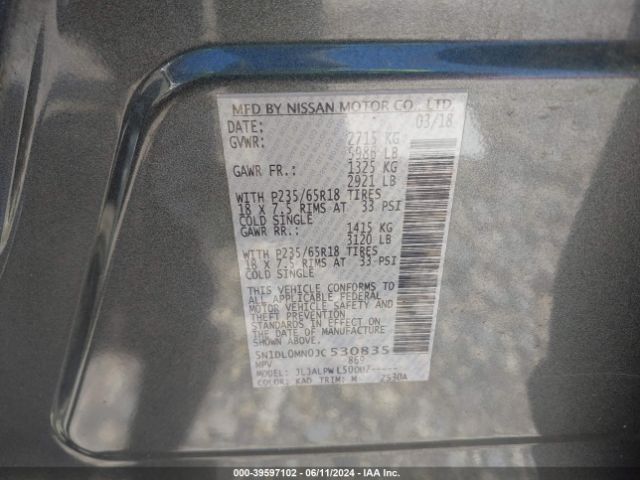 MFD BY NISSAN MOTOR CO., LTD.
DATE: 03/18
GVWR: 2715 KG
5986 LB
GAWR FR.: 1325 KG
2921 LB
WITH P235/65R18 TIRES
18 X 7.5 RIMS AT 33 PSI
COLD SINGLE
GAWR RR.: 1415 KG
3120 LB
WITH P235/65R18 TIRES
18 X 7.5 RIMS AT 33 PSI
COLD SINGLE
THIS VEHICLE CONFORMS TO
ALL APPLICABLE FEDERAL
MOTOR VEHICLE SAFETY AND
THEFT PREVENTION
STANDARDS IN EFFECT ON
THE DATE OF MANUFACTURE
SHOWN ABOVE.
5N1DL0MN0JC530835
MPV 869
MODEL: JLJALPWL50UUZ-----
COLOR: KAD TRIM: M Z530A
000-39597102 - 06/11/2024 - IAA Inc.